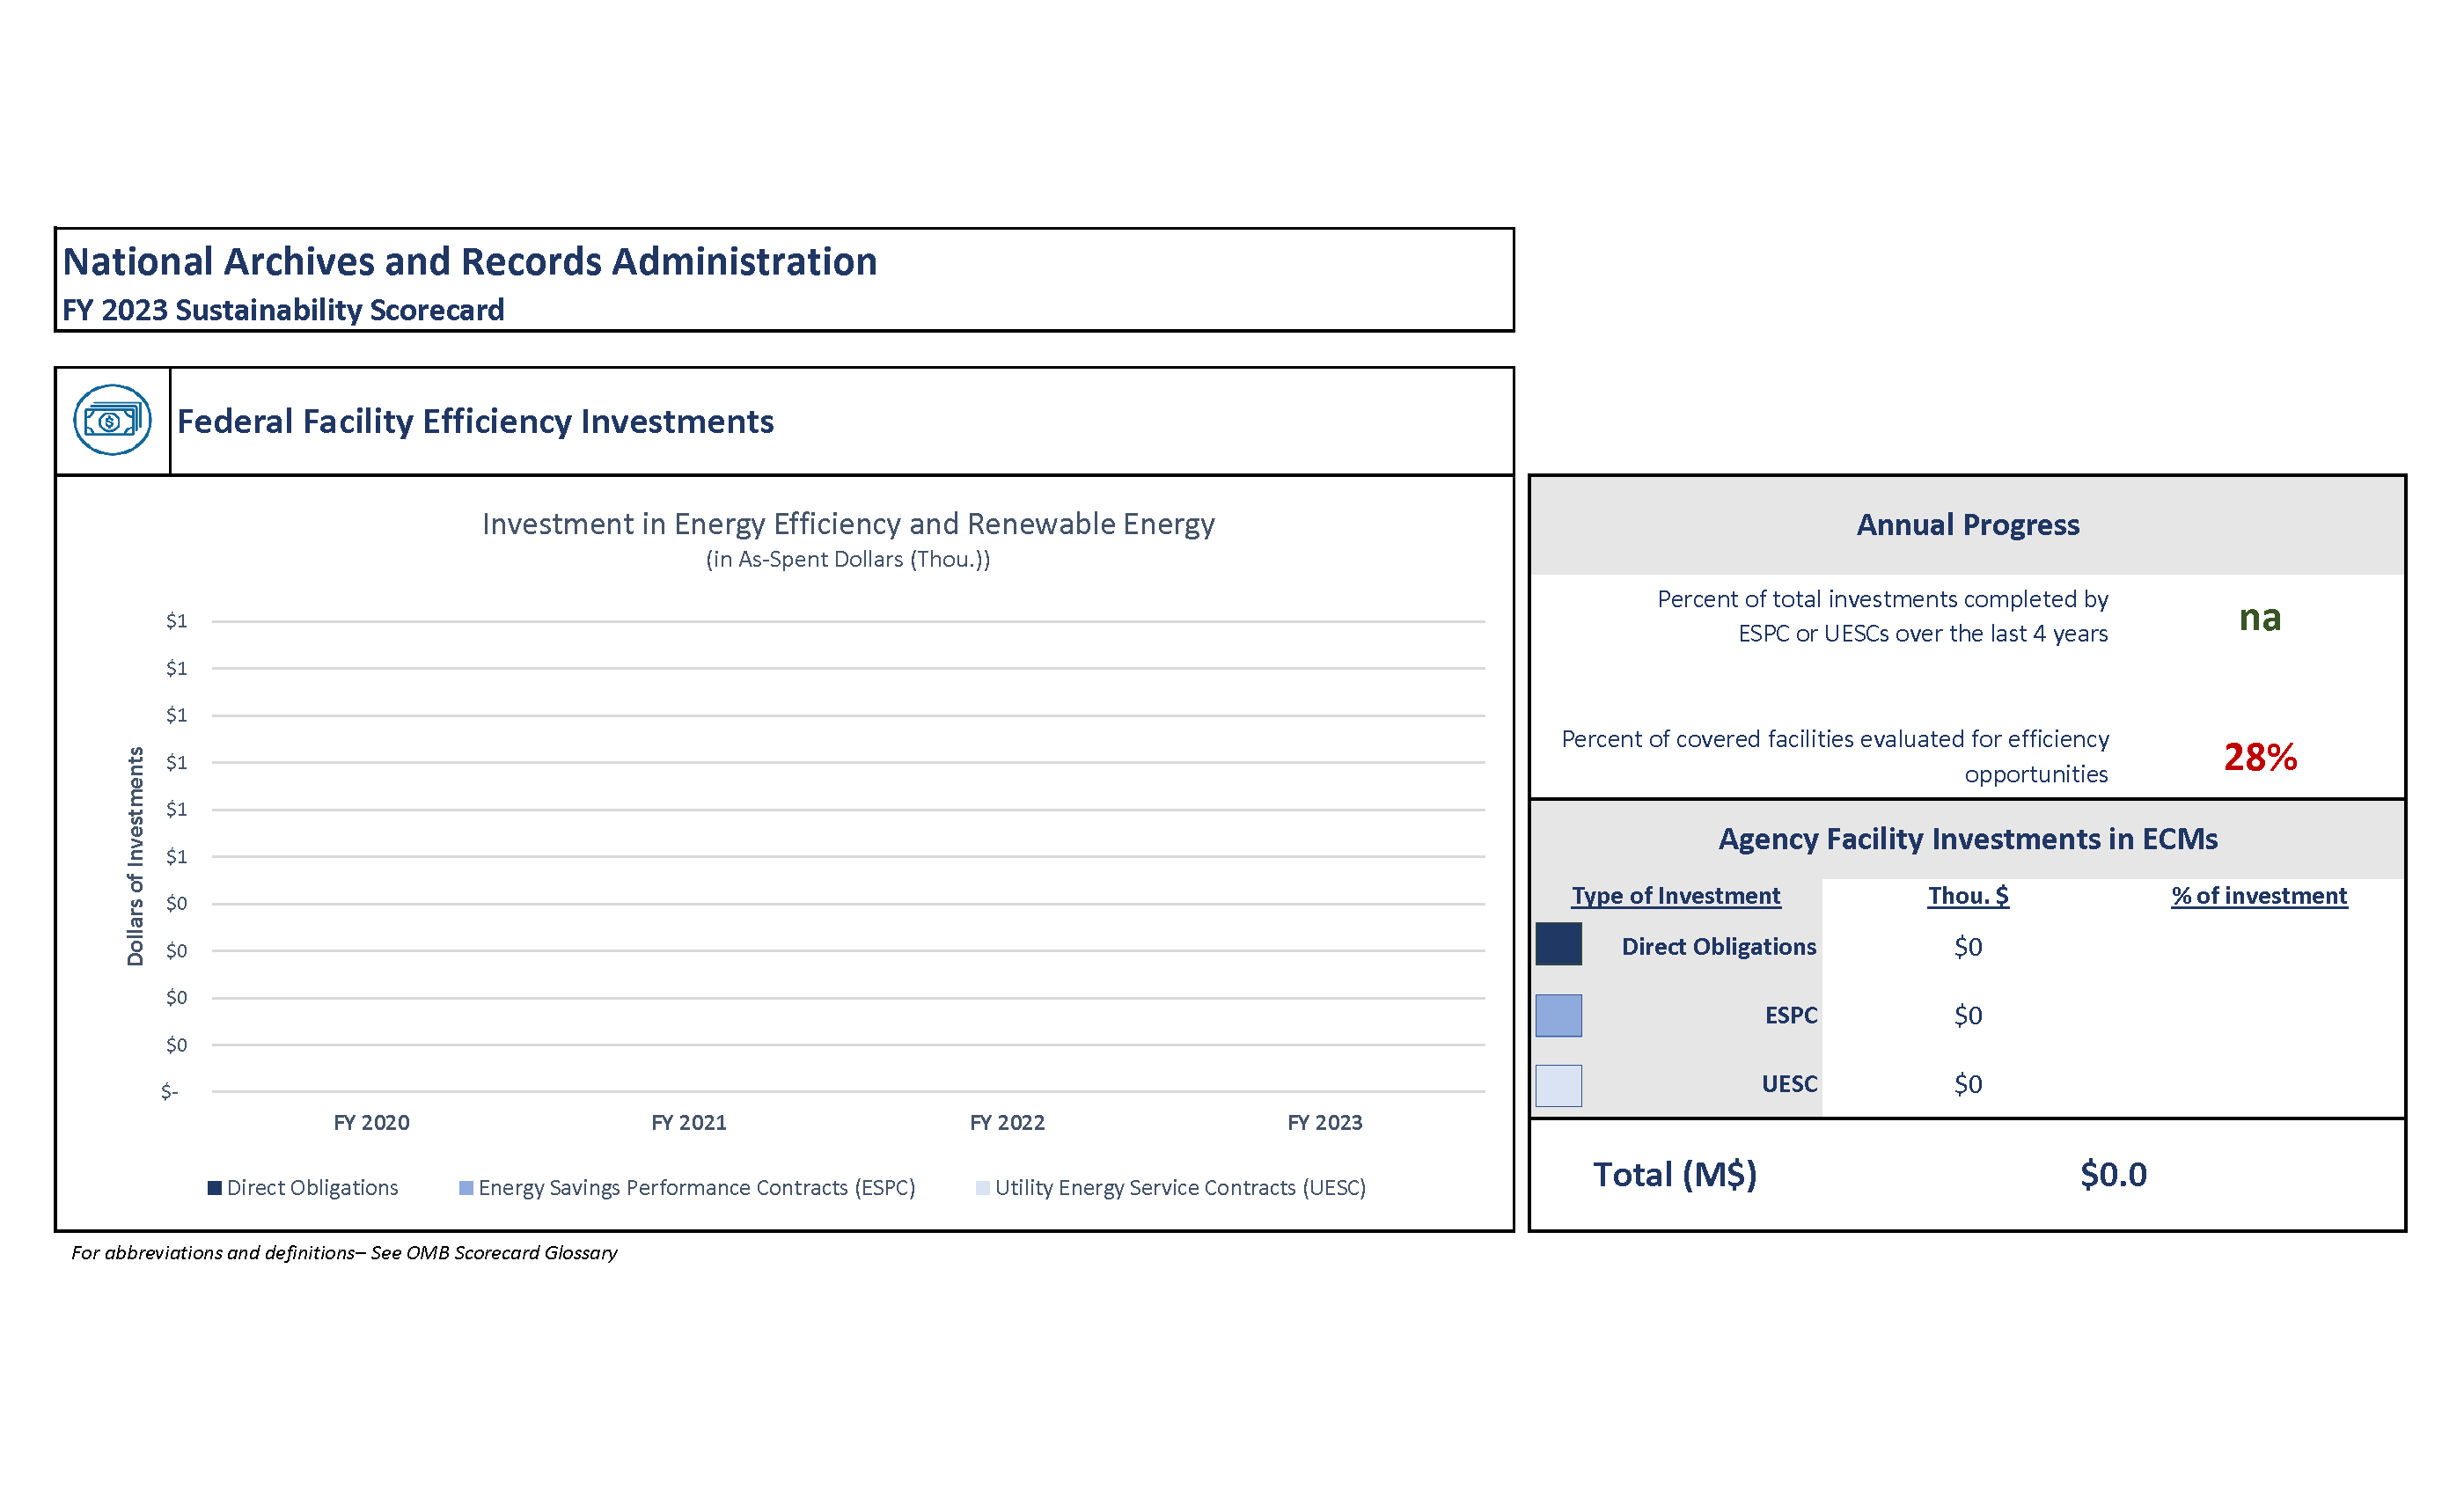 National Archives and Records Administration
FY 2023 Sustainability Scorecard
Federal Facility Efficiency Investments
Investment in Energy Efficiency and Renewable Energy
(in As-Spent Dollars (Thou.))
Dollars of Investments
$1
$1
$1
$1
$1
$1
$0
$0
$0
$0
$-
FY 2020 FY 2021 FY 2022 FY 2023
Direct Obligations Energy Savings Performance Contracts (ESPC) Utility Energy Service Contracts (UESC)
For abbreviations and definitions– See OMB Scorecard Glossary
Annual Progress
Percent of total investments completed by
ESPC or UESCs over the last 4 years
na
Percent of covered facilities evaluated for efficiency
opportunities
28%
Agency Facility Investments in ECMs
Type of Investment Thou. $ % of investment
Direct Obligations $0
ESPC $0
UESC $0
Total (M$) $0.0